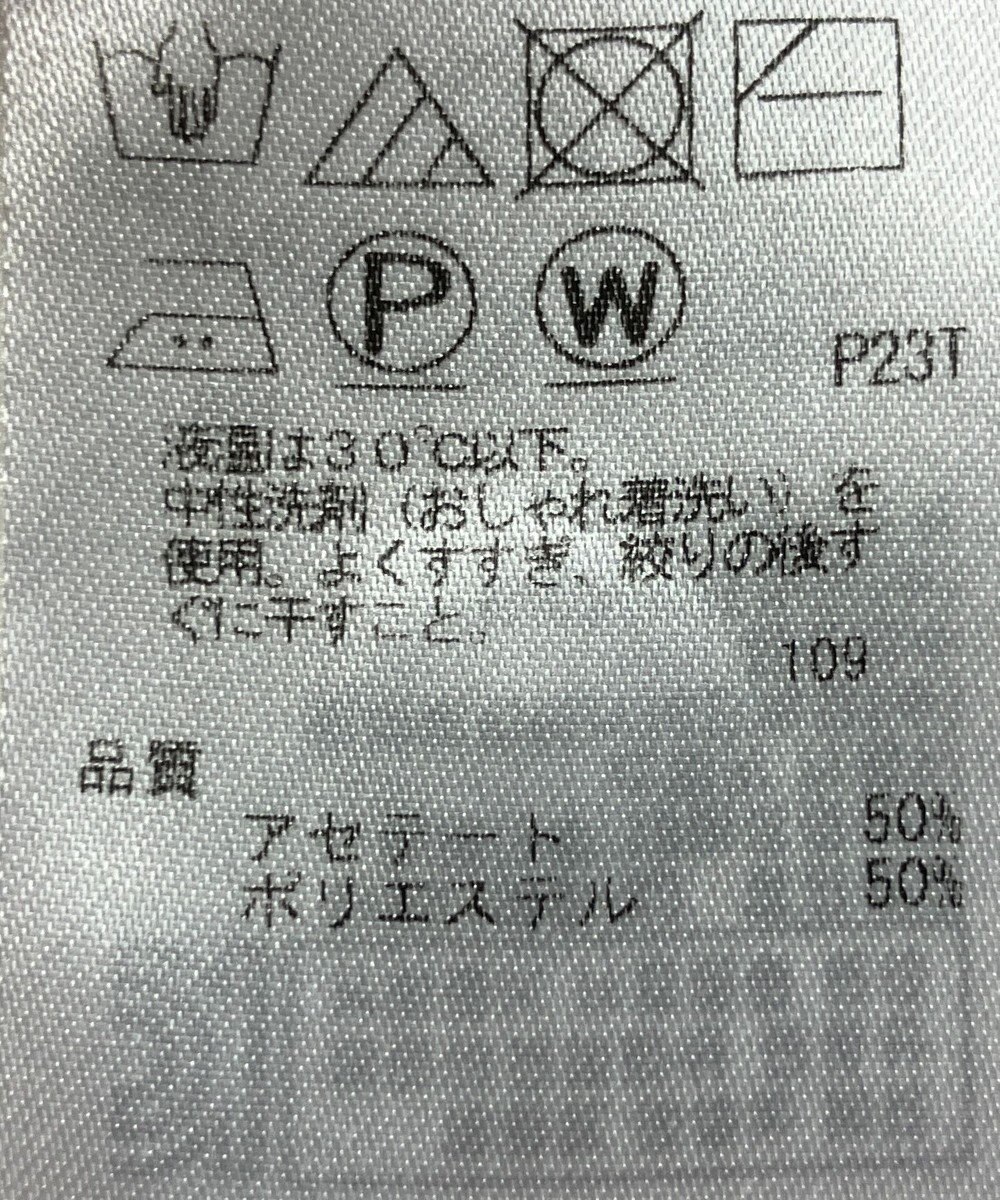 P
W
P23T
液温は30℃以下。
中性洗剤（おしゃれ着洗い）を
使用。よくすすぎ、絞りの後す
ぐに干すこと。
109
品質
アセテート 50%
ポリエステル 50%